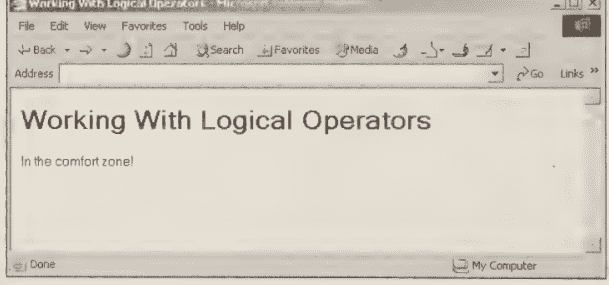 Working With Logical Operators - Mic
File Edit View Favorites Tools Help
Back Search Favorites Media
Address Go Links »
Working With Logical Operators
In the comfort zone!
Done My Computer